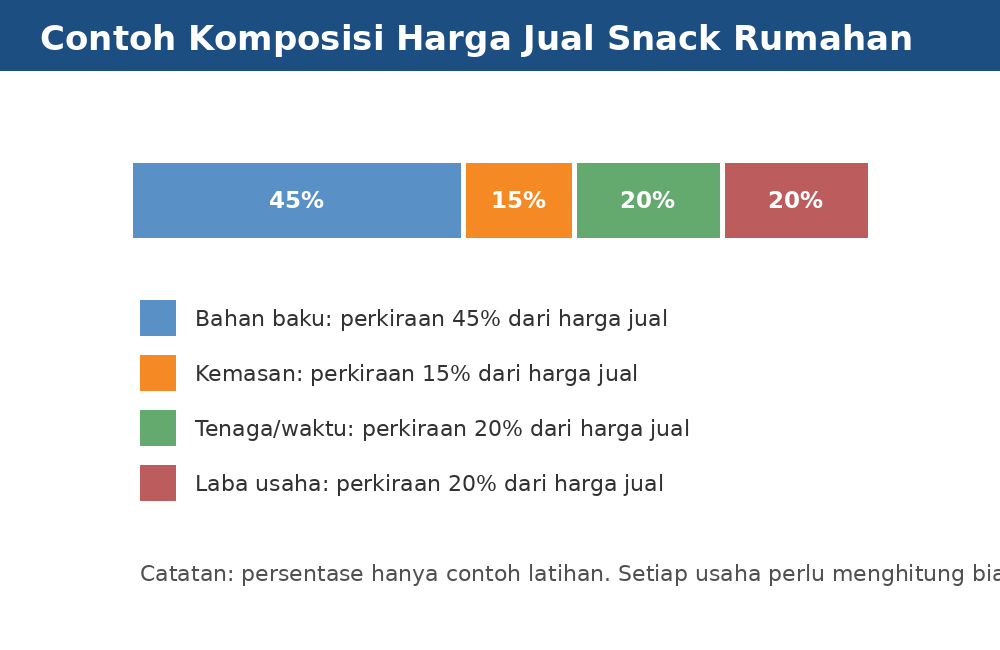 Contoh Komposisi Harga Jual Snack Rumahan
45% 15% 20% 20%
Bahan baku: perkiraan 45% dari harga jual
Kemasan: perkiraan 15% dari harga jual
Tenaga/waktu: perkiraan 20% dari harga jual
Laba usaha: perkiraan 20% dari harga jual
Catatan: persentase hanya contoh latihan. Setiap usaha perlu menghitung